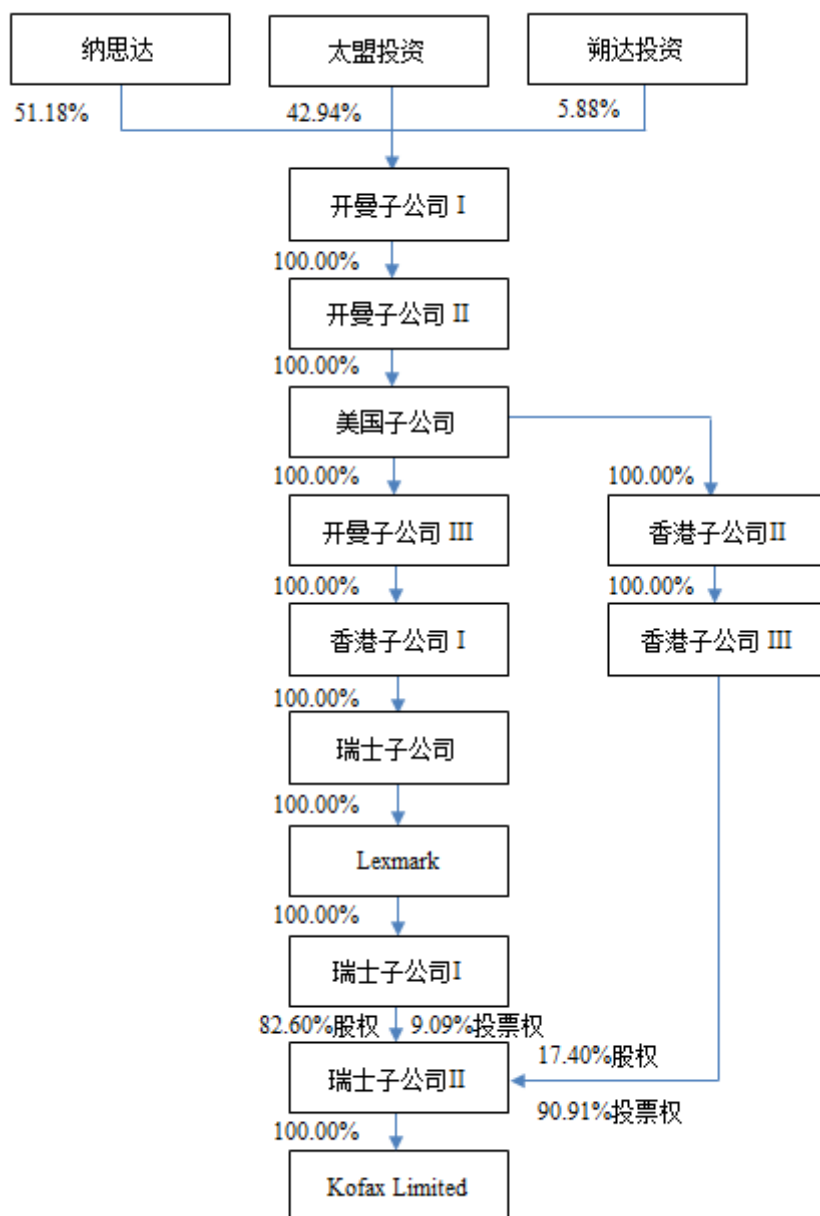 纳思达 太盟投资 朔达投资
51.18% 42.94% 5.88%
开曼子公司 I
100.00%
开曼子公司 II
100.00%
美国子公司
100.00% 100.00%
开曼子公司 III 香港子公司II
100.00% 100.00%
香港子公司 I 香港子公司 III
100.00%
瑞士子公司
100.00%
Lexmark
100.00%
瑞士子公司I
82.60%股权 9.09%投票权
17.40%股权
瑞士子公司II
90.91%投票权
100.00%
Kofax Limited